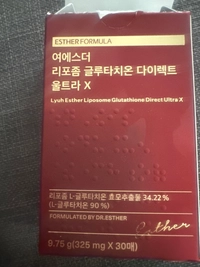 ESTHER FORMULA
여에스더
리포좀 글루타치온 다이렉트
울트라 X
Lyuh Esther Liposome Glutathione Direct Ultra X
리포좀 L-글루타치온 효모추출물 34.22 %
(L-글루타치온 90 %)
FORMULATED BY DR.ESTHER
Esther
9.75 g (325 mg X 30매)